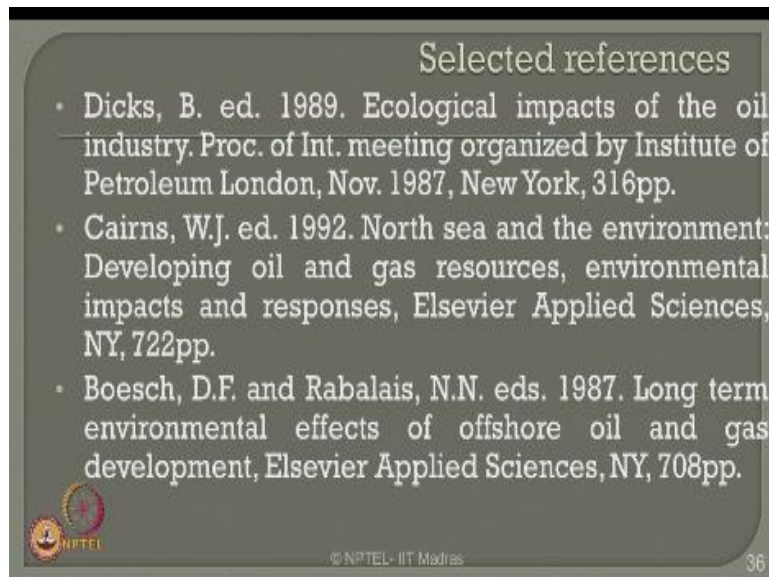 Selected references
• Dicks, B. ed. 1989. Ecological impacts of the oil
industry. Proc. of Int. meeting organized by Institute of
Petroleum London, Nov. 1987, New York, 316pp.
• Cairns, W.J. ed. 1992. North sea and the environment:
Developing oil and gas resources, environmental
impacts and responses, Elsevier Applied Sciences,
NY, 722pp.
• Boesch, D.F. and Rabalais, N.N. eds. 1987. Long term
environmental effects of offshore oil and gas
development, Elsevier Applied Sciences, NY, 708pp.
NPTEL
© NPTEL- IIT Madras
36